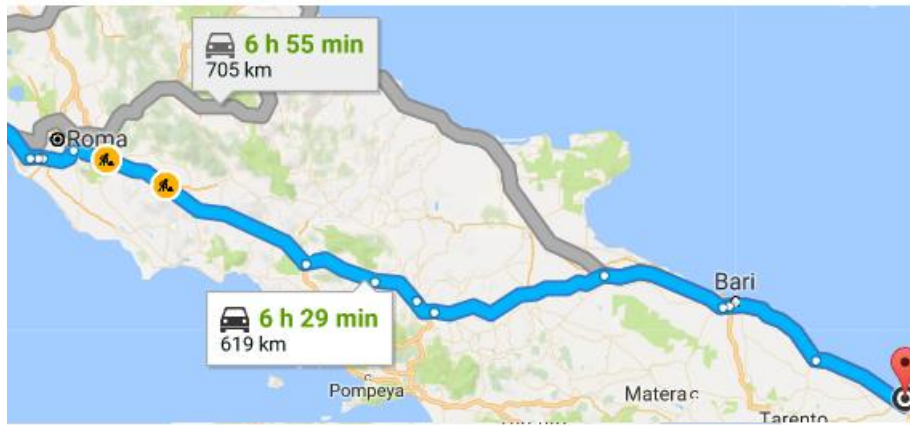 6 h 55 min
705 km
Roma
Bari
6 h 29 min
619 km
Pompeya
Matera
Tarento